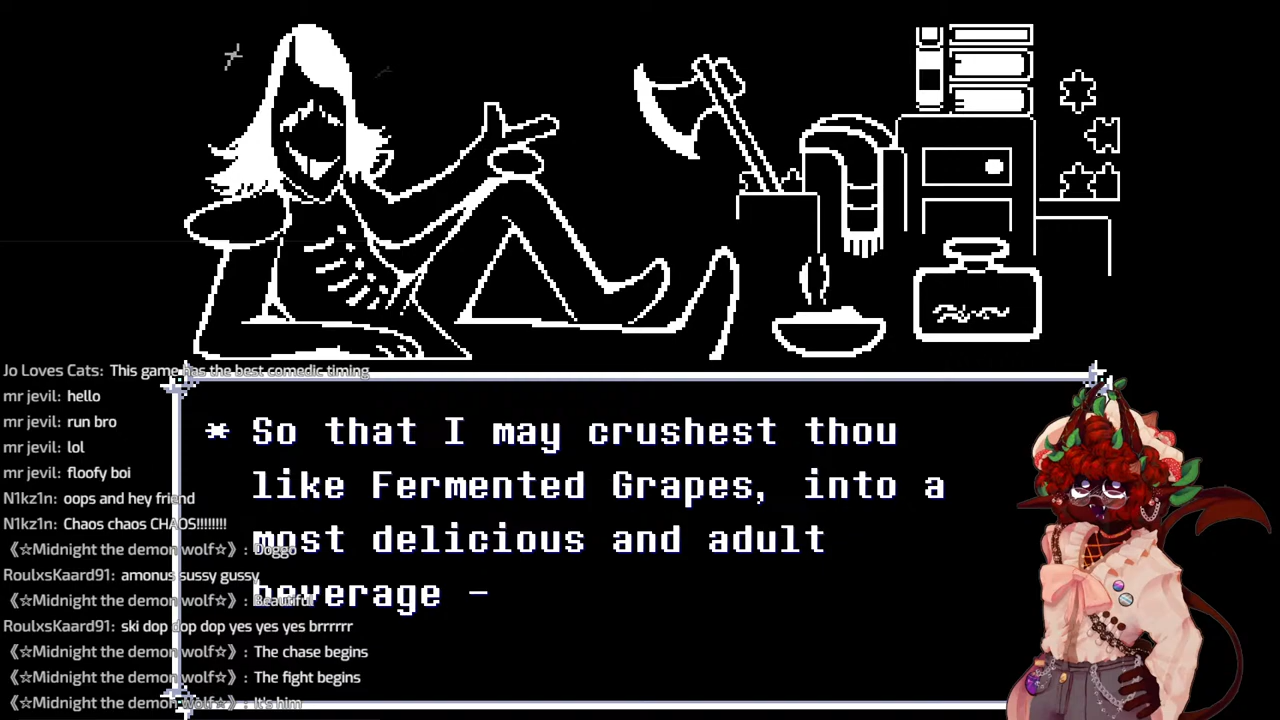 Jo Loves Cats: This game has the best comedic timing
mr jevil: hello
mr jevil: run bro
mr jevil: lol
mr jevil: floofy boi
N1kz1n: oops and hey friend
N1kz1n: Chaos chaos CHAOS!!!!!!!!
《☆Midnight the demon wolf☆》: Doggo
RoulxsKaard91: amonus sussy gussy
《☆Midnight the demon wolf☆》: Beautiful
RoulxsKaard91: ski dop dop dop yes yes yes brrrrrr
《☆Midnight the demon wolf☆》: The chase begins
《☆Midnight the demon wolf☆》: The fight begins
《☆Midnight the demon wolf☆》: It's him
* So that I may crushest thou
like Fermented Grapes, into a
most delicious and adult
beverage -